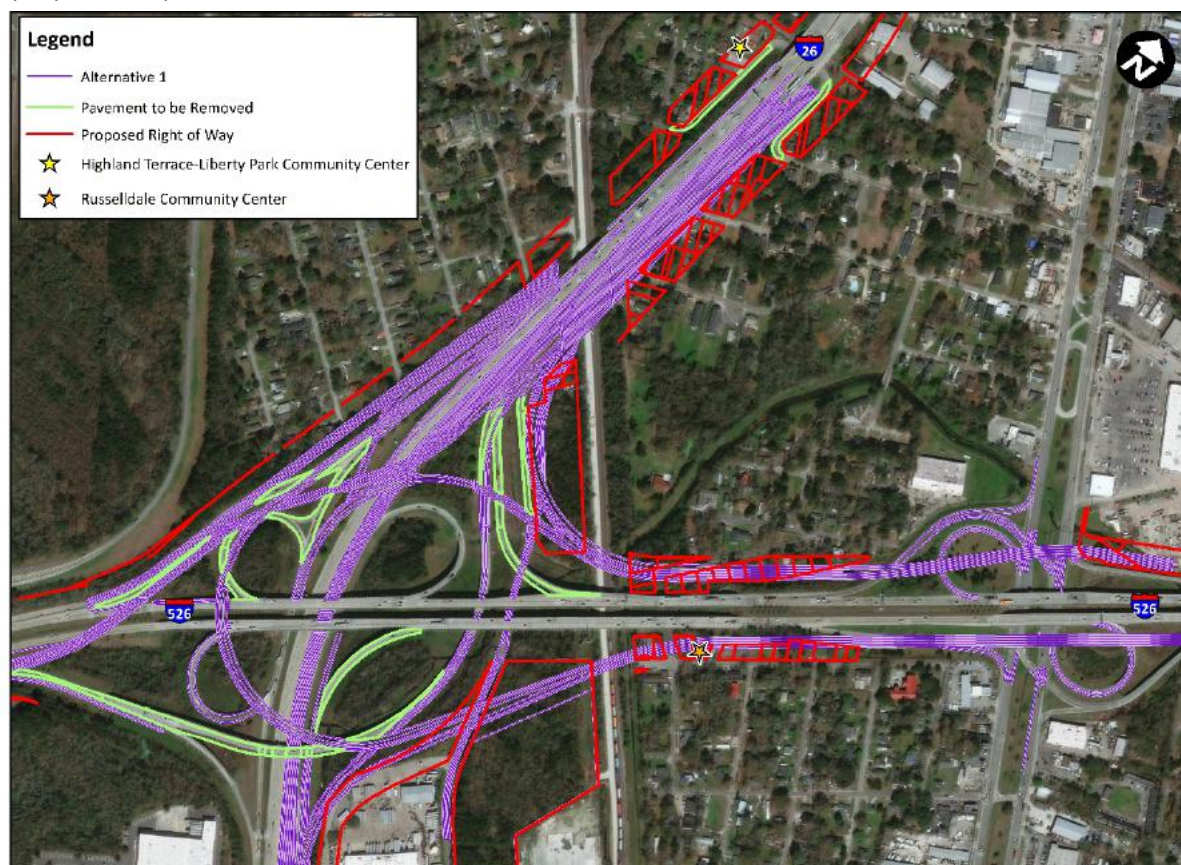 Legend
Alternative 1
Pavement to be Removed
Proposed Right of Way
Highland Terrace-Liberty Park Community Center
Russelldale Community Center
26
N
526
526